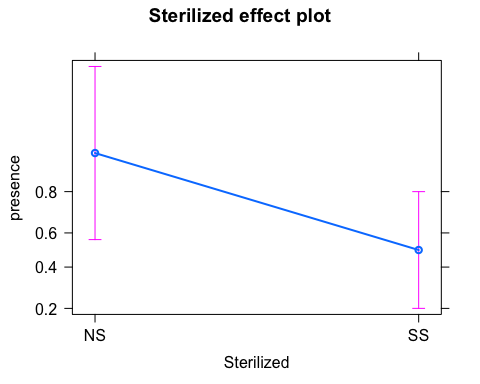 Sterilized effect plot
presence
0.8
0.6
0.4
0.2
NS SS
Sterilized